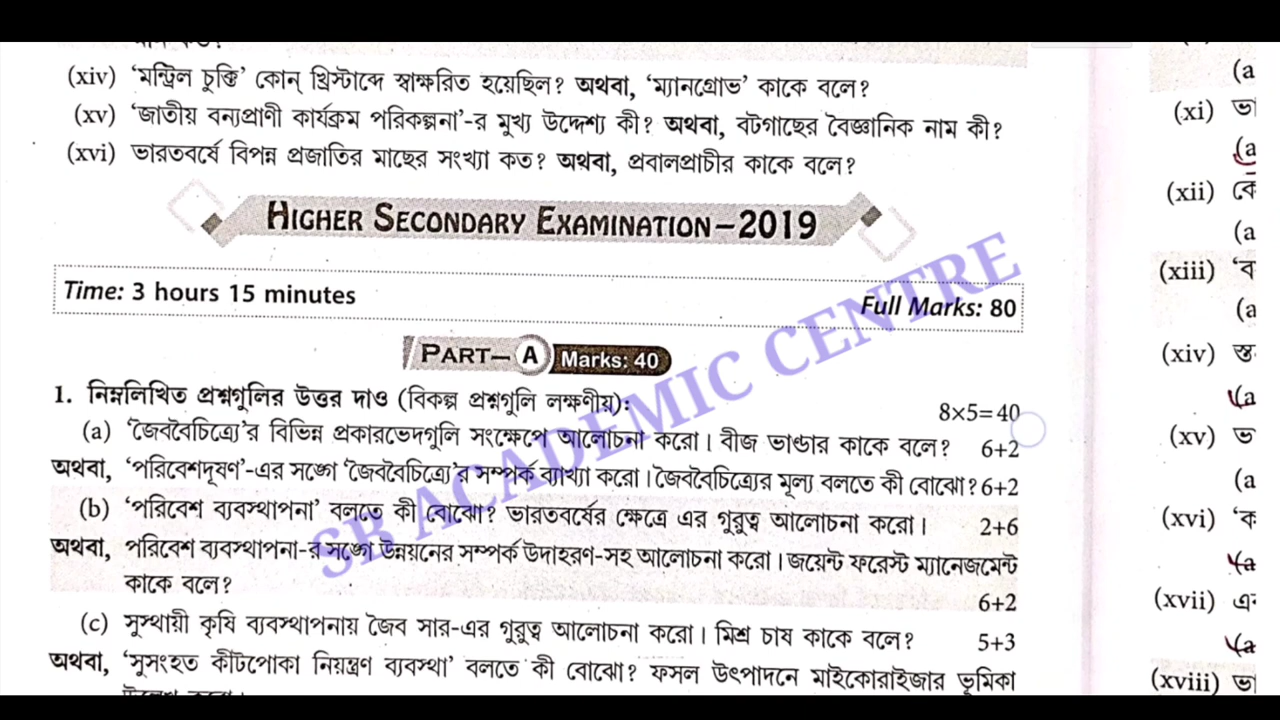 (xiv) ‘মন্ট্রিল চুক্তি’ কোন্ খ্রিস্টাব্দে স্বাক্ষরিত হয়েছিল? অথবা, ‘ম্যানগ্রোভ’ কাকে বলে?
(xv) ‘জাতীয় বন্যপ্রাণী কার্যক্রম পরিকল্পনা’-র মুখ্য উদ্দেশ্য কী? অথবা, বটগাছের বৈজ্ঞানিক নাম কী?
(xvi) ভারতবর্ষে বিপন্ন প্রজাতির মাছের সংখ্যা কত? অথবা, প্রবালপ্রাচীর কাকে বলে?
HIGHER SECONDARY EXAMINATION–2019
Time: 3 hours 15 minutes Full Marks: 80
PART– A Marks: 40
1. নিম্নলিখিত প্রশ্নগুলির উত্তর দাও (বিকল্প প্রশ্নগুলি লক্ষণীয়): 8×5=40
(a) ‘জৈববৈচিত্র্যে’র বিভিন্ন প্রকারভেদগুলি সংক্ষেপে আলোচনা করো। বীজ ভাণ্ডার কাকে বলে? 6+2
অথবা, ‘পরিবেশদূষণ’-এর সঙ্গে ‘জৈববৈচিত্র্যে’র সম্পর্ক ব্যাখ্যা করো। জৈববৈচিত্র্যের মূল্য বলতে কী বোঝো? 6+2
(b) ‘পরিবেশ ব্যবস্থাপনা’ বলতে কী বোঝো? ভারতবর্ষের ক্ষেত্রে এর গুরুত্ব আলোচনা করো। 2+6
অথবা, পরিবেশ ব্যবস্থাপনা-র সঙ্গে উন্নয়নের সম্পর্ক উদাহরণ-সহ আলোচনা করো। জয়েন্ট ফরেস্ট ম্যানেজমেন্ট
কাকে বলে? 6+2
(c) সুস্থায়ী কৃষি ব্যবস্থাপনায় জৈব সার-এর গুরুত্ব আলোচনা করো। মিশ্র চাষ কাকে বলে? 5+3
অথবা, ‘সুসংহত কীটপোকা নিয়ন্ত্রণ ব্যবস্থা’ বলতে কী বোঝো? ফসল উৎপাদনে মাইকোরাইজার ভূমিকা
SB ACADEMIC CENTRE
(a
(xi)
(a
(xii)
(a
(xiii)
(a
(xiv)
(a
(xv)
(a
(xvi)
(a
(xvii)
(a
(xviii)